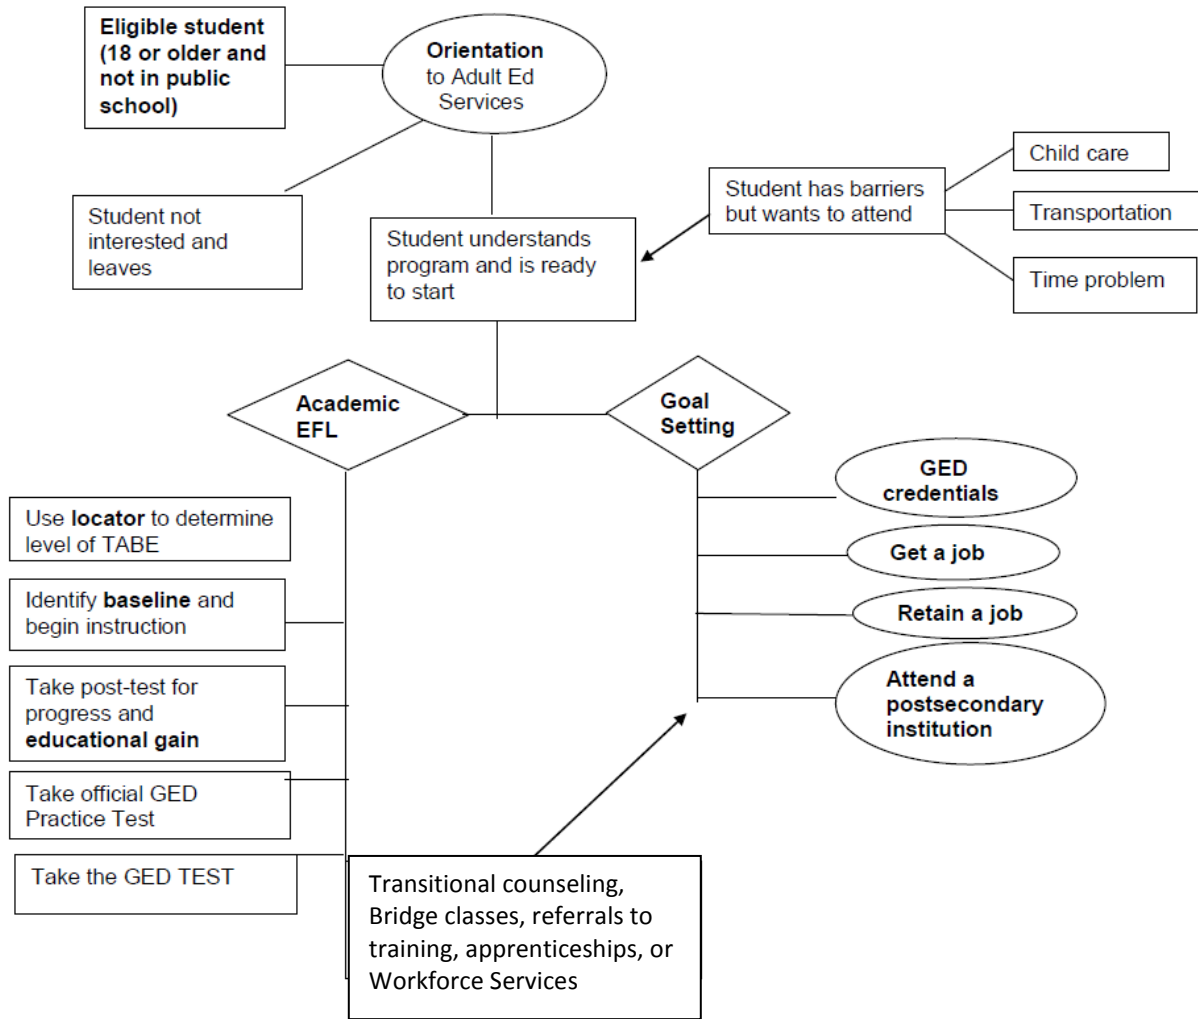 Eligible student
(18 or older and
not in public
school)
Orientation
to Adult Ed
Services
Student not
interested and
leaves
Student understands
program and is ready
to start
Student has barriers
but wants to attend
Child care
Transportation
Time problem
Academic
EFL
Goal
Setting
Use locator to determine
level of TABE
Identify baseline and
begin instruction
Take post-test for
progress and
educational gain
Take official GED
Practice Test
Take the GED TEST
GED
credentials
Get a job
Retain a job
Attend a
postsecondary
institution
Transitional counseling,
Bridge classes, referrals to
training, apprenticeships, or
Workforce Services